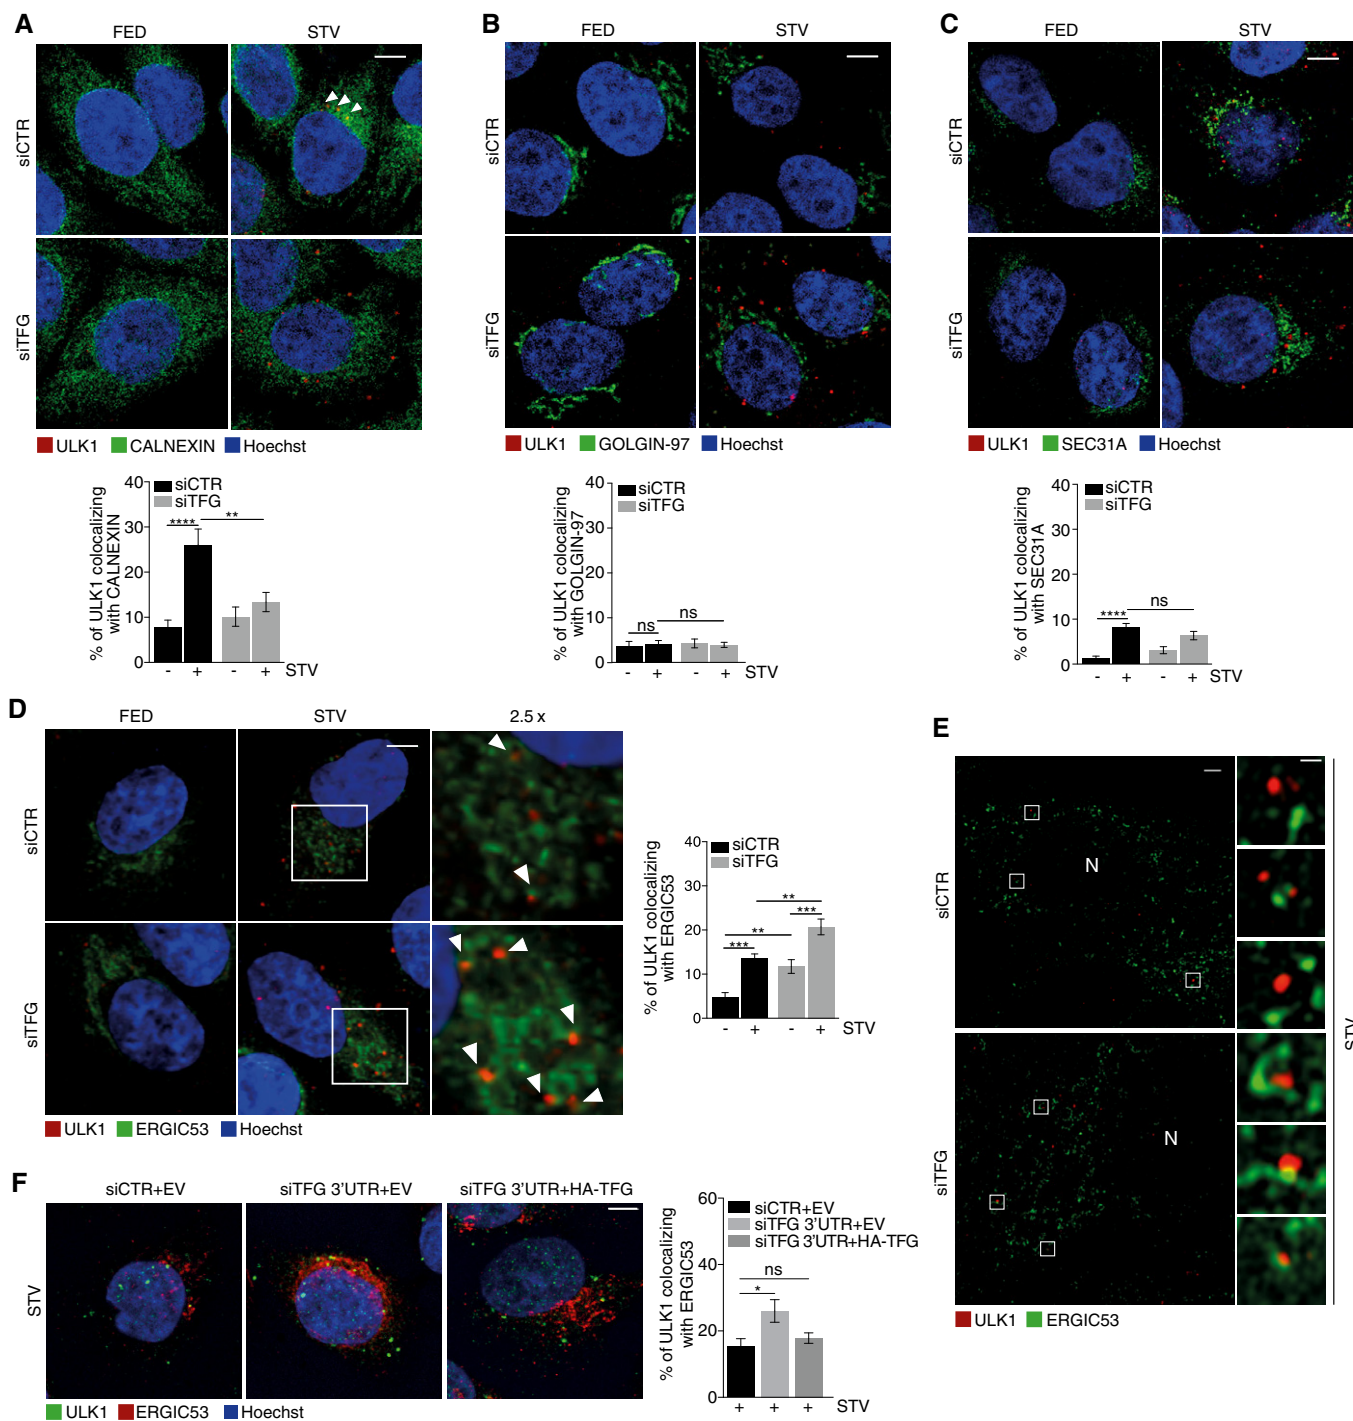 A
FED
STV
siCTR
siTFG
ULK1 CALNEXIN Hoechst
% of ULK1 colocalizing
with CALNEXIN
40
30
20
10
0
siCTR
siTFG
****
**
- + - + STV
B
FED
STV
siCTR
siTFG
ULK1 GOLGIN-97 Hoechst
% of ULK1 colocalizing
with GOLGIN-97
40
30
20
10
0
siCTR
siTFG
ns
ns
- + - + STV
C
FED
STV
siCTR
siTFG
ULK1 SEC31A Hoechst
% of ULK1 colocalizing
with SEC31A
40
30
20
10
0
siCTR
siTFG
****
ns
- + - + STV
D
FED
STV
2.5 x
siCTR
siTFG
ULK1 ERGIC53 Hoechst
% of ULK1 colocalizing
with ERGIC53
40
30
20
10
0
siCTR
siTFG
**
**
***
***
- + - + STV
E
siCTR
N
siTFG
N
STV
ULK1 ERGIC53
F
siCTR+EV
siTFG 3'UTR+EV
siTFG 3'UTR+HA-TFG
STV
ULK1 ERGIC53 Hoechst
% of ULK1 colocalizing
with ERGIC53
60
40
20
0
siCTR+EV
siTFG 3'UTR+EV
siTFG 3'UTR+HA-TFG
ns
*
+ + + STV